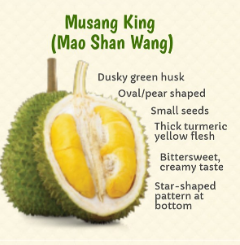 Musang King
(Mao Shan Wang)
Dusky green husk
Oval/pear shaped
Small seeds
Thick turmeric
yellow flesh
Bittersweet,
creamy taste
Star-shaped
pattern at
bottom